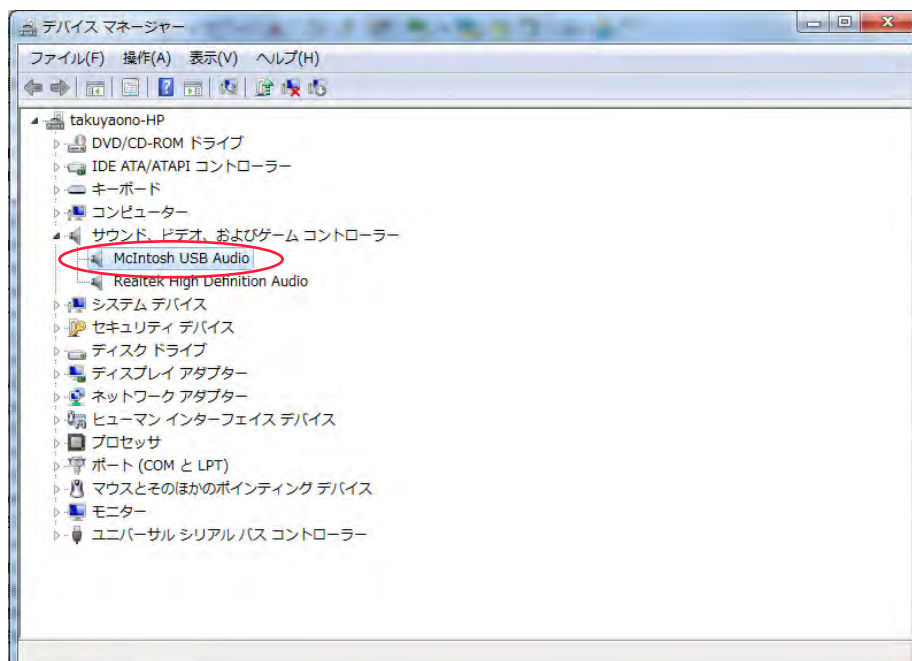 デバイス マネージャー
ファイル(F) 操作(A) 表示(V) ヘルプ(H)
takuyaono-HP
DVD/CD-ROM ドライブ
IDE ATA/ATAPI コントローラー
キーボード
コンピューター
サウンド、ビデオ、およびゲーム コントローラー
McIntosh USB Audio
Realtek High Definition Audio
システム デバイス
セキュリティ デバイス
ディスク ドライブ
ディスプレイ アダプター
ネットワーク アダプター
ヒューマン インターフェイス デバイス
プロセッサ
ポート (COM と LPT)
マウスとそのほかのポインティング デバイス
モニター
ユニバーサル シリアル バス コントローラー